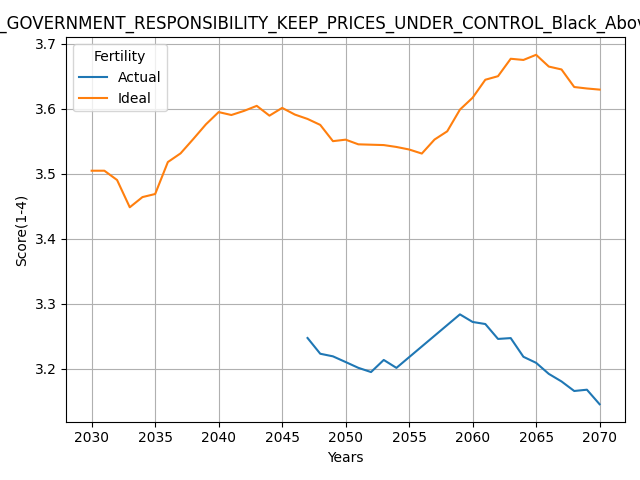 _GOVERNMENT_RESPONSIBILITY_KEEP_PRICES_UNDER_CONTROL_Black_Abov
3.7
3.6
3.5
3.4
3.3
3.2
Score(1-4)
Fertility
Actual
Ideal
2030 2035 2040 2045 2050 2055 2060 2065 2070
Years